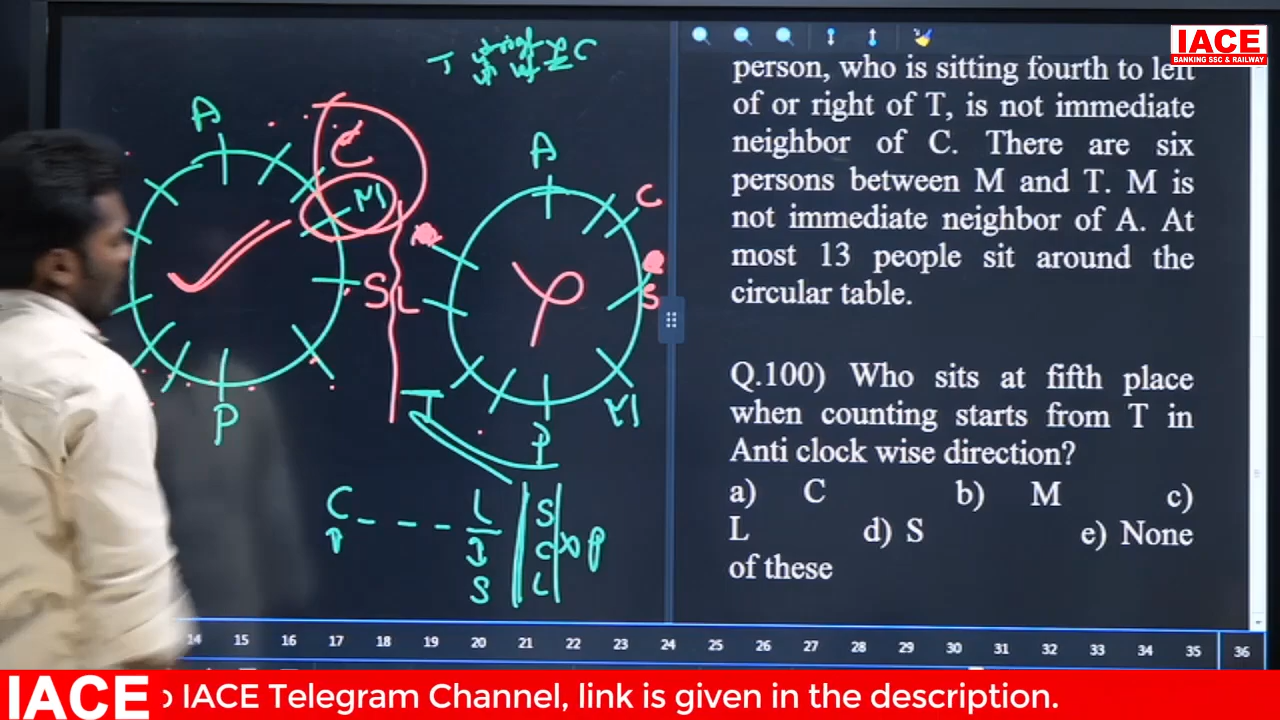 IACE
BANKING SSC & RAILWAY
person, who is sitting fourth to left
of or right of T, is not immediate
neighbor of C. There are six
persons between M and T. M is
not immediate neighbor of A. At
most 13 people sit around the
circular table.
Q.100) Who sits at fifth place
when counting starts from T in
Anti clock wise direction?
a) C b) M c)
L d) S e) None
of these
A
C
M
S
P
A
C
S
M
P
L
T
C - - - - L S
C
S L
14 15 16 17 18 19 20 21 22 23 24 25 26 27 28 29 30 31 32 33 34 35 36
IACE
IACE Telegram Channel, link is given in the description.